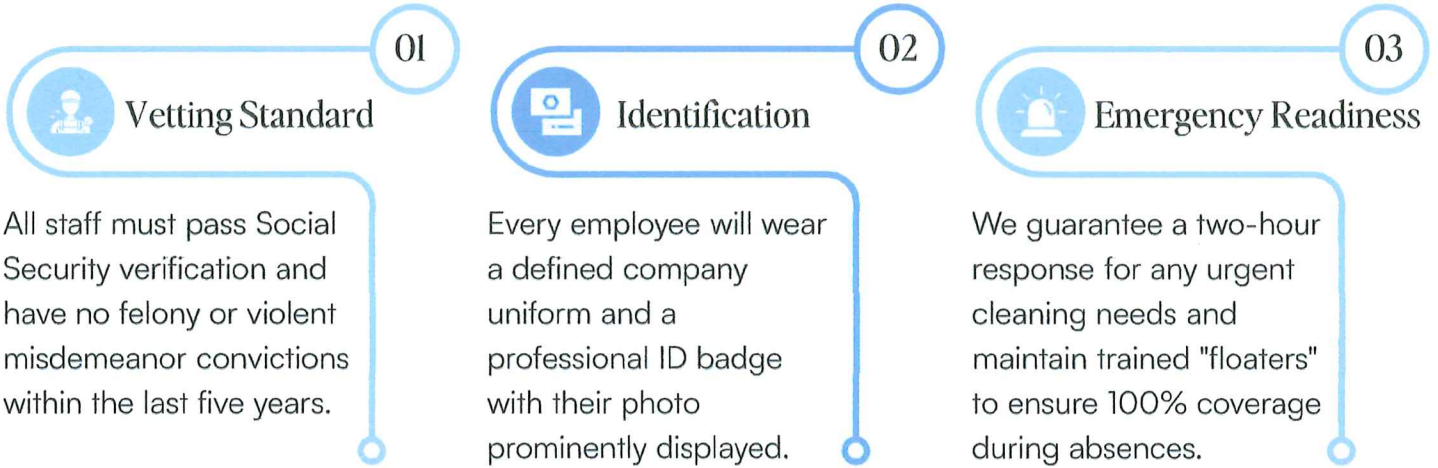 01
Vetting Standard
All staff must pass Social
Security verification and
have no felony or violent
misdemeanor convictions
within the last five years.
02
Identification
Every employee will wear
a defined company
uniform and a
professional ID badge
with their photo
prominently displayed.
03
Emergency Readiness
We guarantee a two-hour
response for any urgent
cleaning needs and
maintain trained "floaters"
to ensure 100% coverage
during absences.